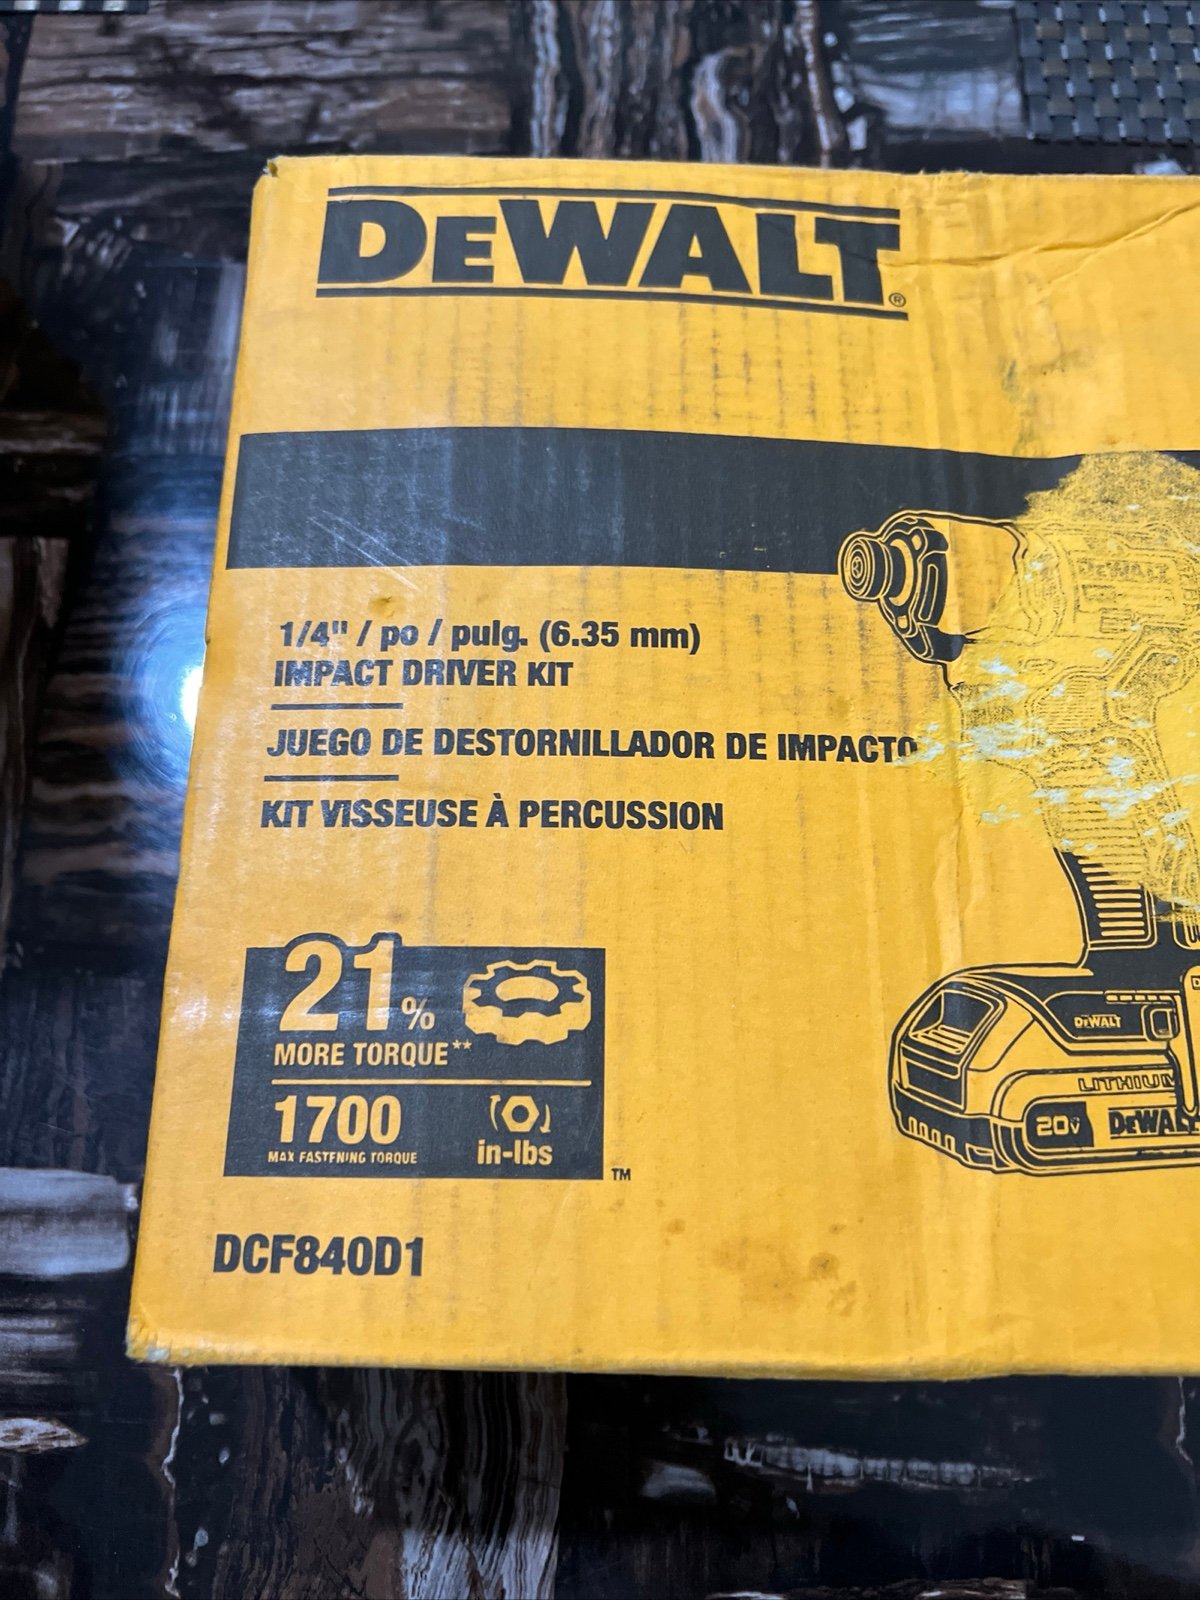 DEWALT®
1/4" / po / pulg. (6.35 mm)
IMPACT DRIVER KIT
JUEGO DE DESTORNILLADOR DE IMPACTO
KIT VISSEUSE À PERCUSSION
DEWALT
21%
MORE TORQUE**
1700
MAX FASTENING TORQUE
in-lbs
TM
DEWALT
LITHIUM
20V
DEWALT
DCF840D1